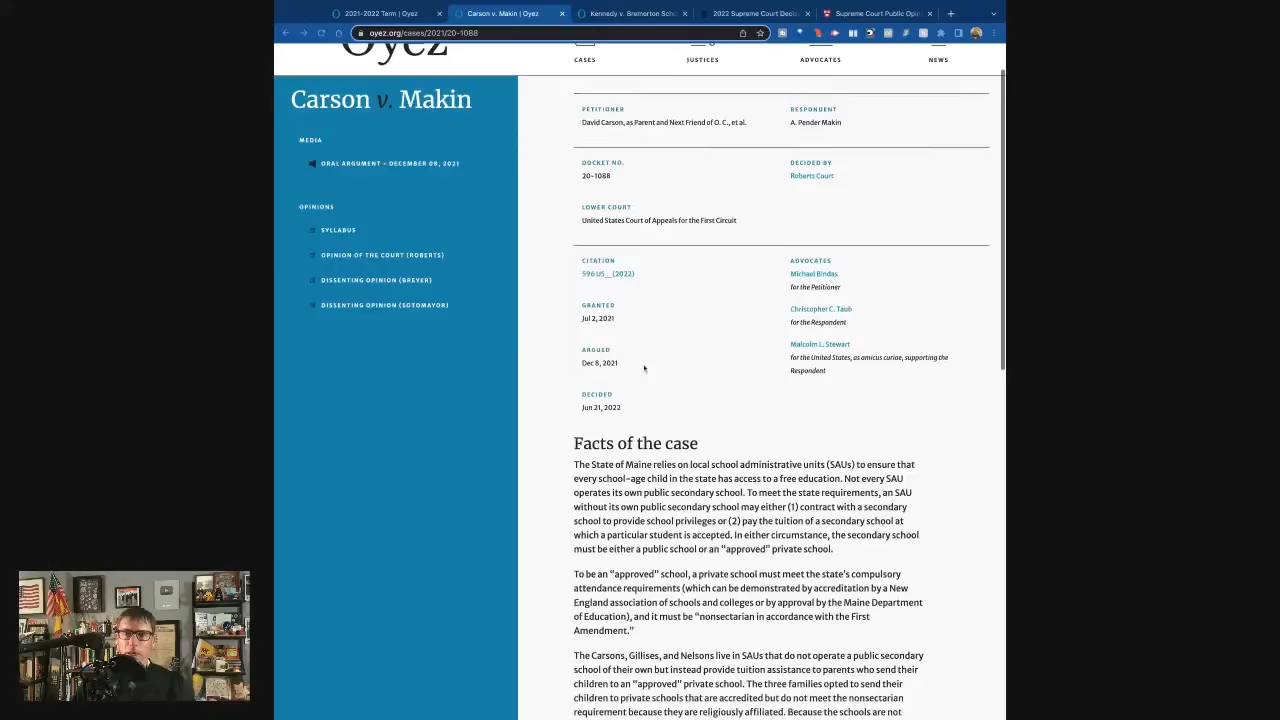 2021-2022 Term | Oyez
Carson v. Makin | Oyez
Kennedy v. Bremerton Scho
2022 Supreme Court Decis
Supreme Court Public Opin
oyez.org/cases/2021/20-1088
Oyez
CASES
JUSTICES
ADVOCATES
NEWS
Carson v. Makin
MEDIA
ORAL ARGUMENT - DECEMBER 08, 2021
OPINIONS
SYLLABUS
OPINION OF THE COURT (ROBERTS)
DISSENTING OPINION (BREYER)
DISSENTING OPINION (SOTOMAYOR)
PETITIONER
David Carson, as Parent and Next Friend of O. C., et al.
RESPONDENT
A. Pender Makin
DOCKET NO.
20-1088
DECIDED BY
Roberts Court
LOWER COURT
United States Court of Appeals for the First Circuit
CITATION
596 US _ (2022)
GRANTED
Jul 2, 2021
ARGUED
Dec 8, 2021
DECIDED
Jun 21, 2022
ADVOCATES
Michael Bindas
for the Petitioner
Christopher C. Taub
for the Respondent
Malcolm L. Stewart
for the United States, as amicus curiae, supporting the
Respondent
Facts of the case
The State of Maine relies on local school administrative units (SAUs) to ensure that
every school-age child in the state has access to a free education. Not every SAU
operates its own public secondary school. To meet the state requirements, an SAU
without its own public secondary school may either (1) contract with a secondary
school to provide school privileges or (2) pay the tuition of a secondary school at
which a particular student is accepted. In either circumstance, the secondary school
must be either a public school or an “approved” private school.
To be an “approved” school, a private school must meet the state’s compulsory
attendance requirements (which can be demonstrated by accreditation by a New
England association of schools and colleges or by approval by the Maine Department
of Education), and it must be “nonsectarian in accordance with the First
Amendment.”
The Carsons, Gillises, and Nelsons live in SAUs that do not operate a public secondary
school of their own but instead provide tuition assistance to parents who send their
children to an “approved” private school. The three families opted to send their
children to private schools that are accredited but do not meet the nonsectarian
requirement because they are religiously affiliated. Because the schools are not